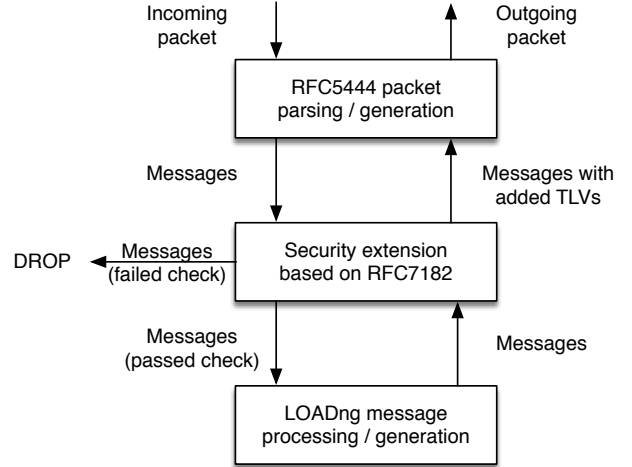 Incoming
packet
Outgoing
packet
RFC5444 packet
parsing / generation
Messages
Messages with
added TLVs
DROP
Messages
(failed check)
Security extension
based on RFC7182
Messages
(passed check)
Messages
LOADng message
processing / generation